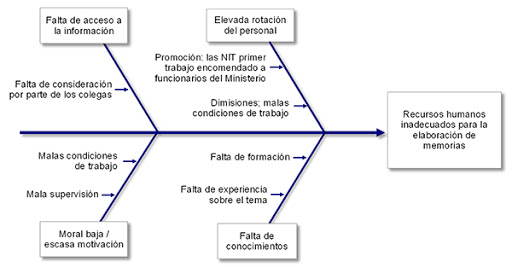 Falta de acceso a
la información
Elevada rotación
del personal
Promoción: las NIT primer
trabajo encomendado a
funcionarios del Ministerio
Falta de consideración
por parte de los colegas
Dimisiones; malas
condiciones de trabajo
Recursos humanos
inadecuados para la
elaboración de
memorias
Malas condiciones
de trabajo
Falta de formación
Mala supervisión
Falta de experiencia
sobre el tema
Moral baja /
escasa motivación
Falta de
conocimientos